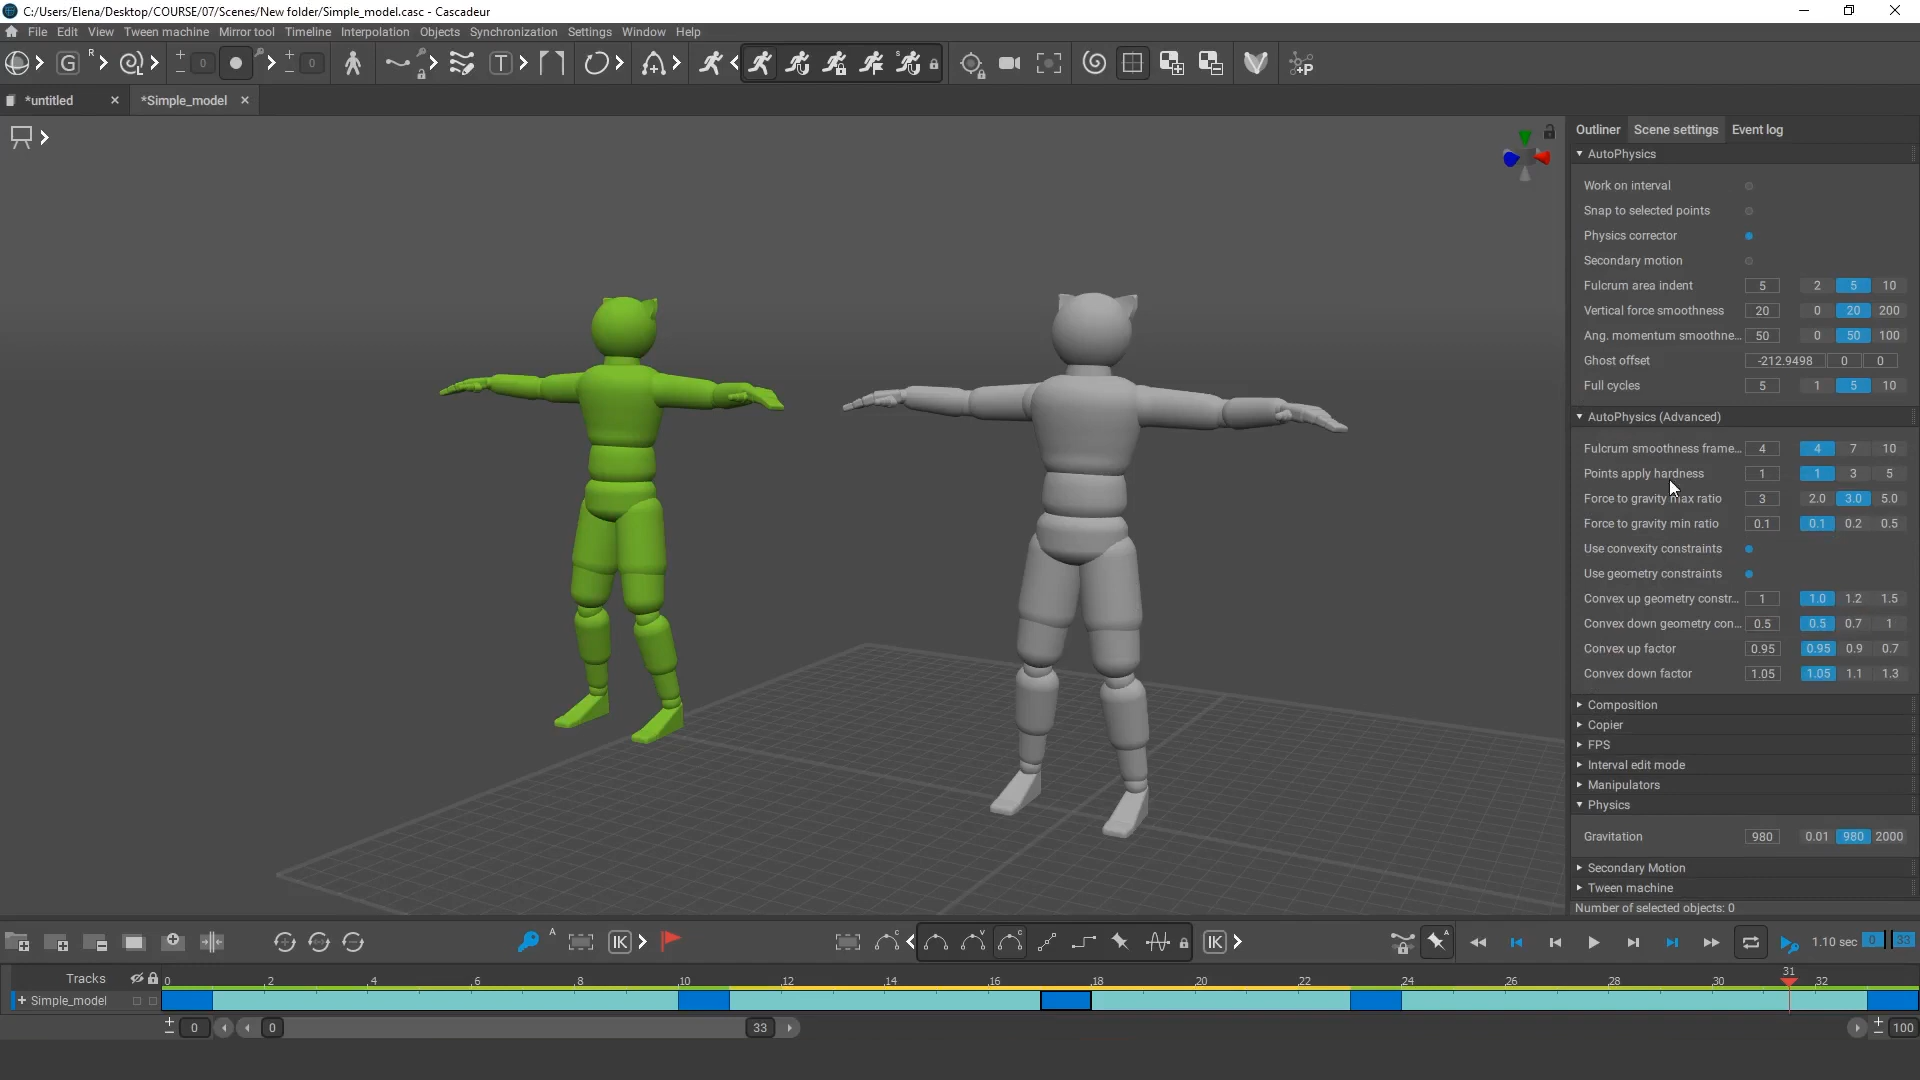 C:/Users/Elena/Desktop/COURSE/07/Scenes/New folder/Simple_model.casc - Cascadeur
File Edit View Tween machine Mirror tool Timeline Interpolation Objects Synchronization Settings Window Help
G R 0 0 T S +P
*untitled *Simple_model
Outliner Scene settings Event log
AutoPhysics
Work on interval
Snap to selected points
Physics corrector
Secondary motion
Fulcrum area indent 5 2 5 10
Vertical force smoothness 20 0 20 200
Ang. momentum smoothne... 50 0 50 100
Ghost offset -212.9498 0 0
Full cycles 5 1 5 10
AutoPhysics (Advanced)
Fulcrum smoothness frame... 4 4 7 10
Points apply hardness 1 1 3 5
Force to gravity max ratio 3 2.0 3.0 5.0
Force to gravity min ratio 0.1 0.1 0.2 0.5
Use convexity constraints
Use geometry constraints
Convex up geometry constr... 1 1.0 1.2 1.5
Convex down geometry con... 0.5 0.5 0.7 1
Convex up factor 0.95 0.95 0.9 0.7
Convex down factor 1.05 1.05 1.1 1.3
Composition
Copier
FPS
Interval edit mode
Manipulators
Physics
Gravitation 980 0.01 980 2000
Secondary Motion
Tween machine
Number of selected objects: 0
A IK C V C IK A 1.10 sec 0 33
Tracks 0 2 4 6 8 10 12 14 16 18 20 22 24 26 28 30 31 32
+ Simple_model
0 0 33 100